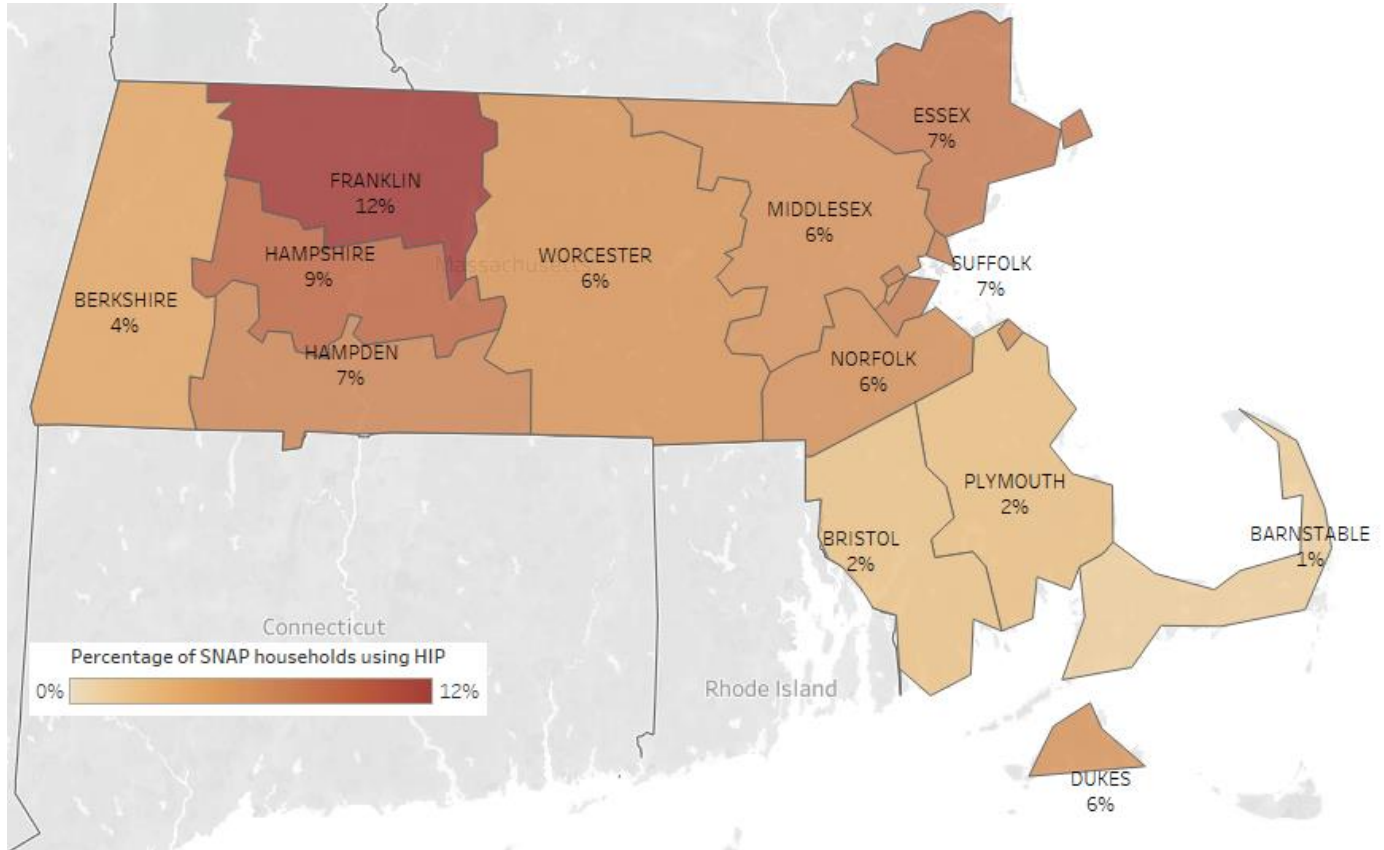 ESSEX
7%
FRANKLIN
12%
MIDDLESEX
6%
HAMPSHIRE
9%
Massachusetts
WORCESTER
6%
SUFFOLK
7%
BERKSHIRE
4%
HAMPDEN
7%
NORFOLK
6%
PLYMOUTH
2%
BRISTOL
2%
BARNSTABLE
1%
Connecticut
Percentage of SNAP households using HIP
0%
12%
Rhode Island
DUKES
6%